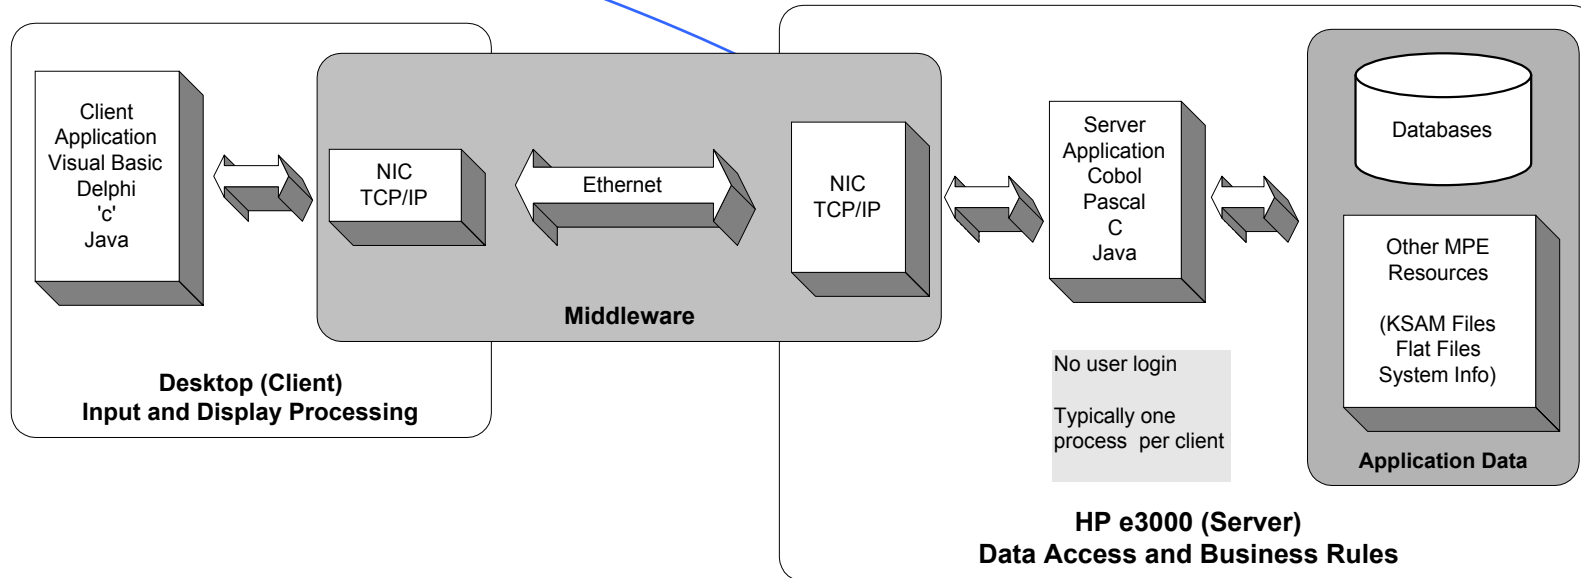 Client
Application
Visual Basic
Delphi
'c'
Java
NIC
TCP/IP
Ethernet
NIC
TCP/IP
Middleware
Desktop (Client)
Input and Display Processing
Server
Application
Cobol
Pascal
C
Java
No user login
Typically one
process per client
Databases
Other MPE
Resources
(KSAM Files
Flat Files
System Info)
Application Data
HP e3000 (Server)
Data Access and Business Rules